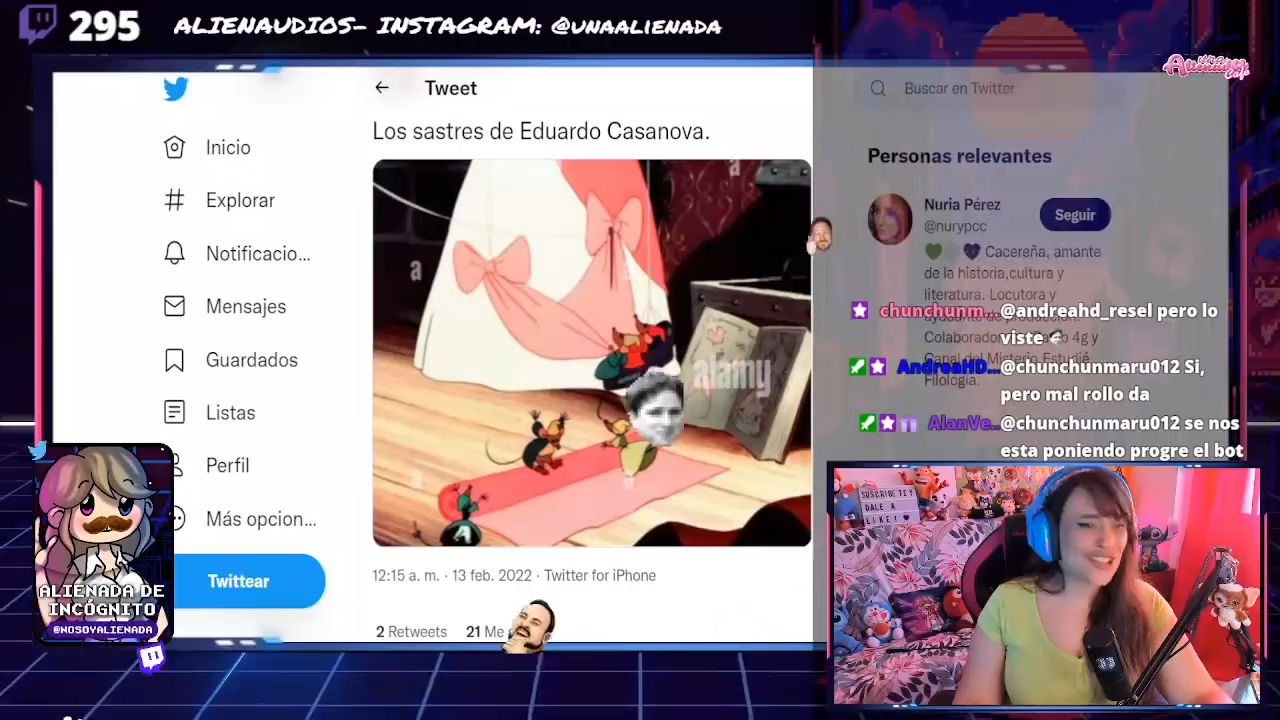 295
ALIENAUDIOS- INSTAGRAM: @UNAALIENADA
Tweet
Los sastres de Eduardo Casanova.
a
a
alamy
A
12:15 a. m. · 13 feb. 2022 · Twitter for iPhone
2 Retweets 21 Me
Inicio
Explorar
Notificacio...
Mensajes
Guardados
Listas
Perfil
Más opcion...
Twittear
ALIENADA DE
INCÓGNITO
@NOSOYALIENADA
Buscar en Twitter
Personas relevantes
Nuria Pérez
@nurypcc
Seguir
Cacereña, amante
de la historia,cultura y
literatura. Locutora y
4g y
Filología.
chunchunm... @andreahd_resel pero lo
viste
AndreaHD... @chunchunmaru012 Si,
pero mal rollo da
AlanVe... @chunchunmaru012 se nos
esta poniendo progre el bot
SUSCRIBETEY
DALE A
LIKE!